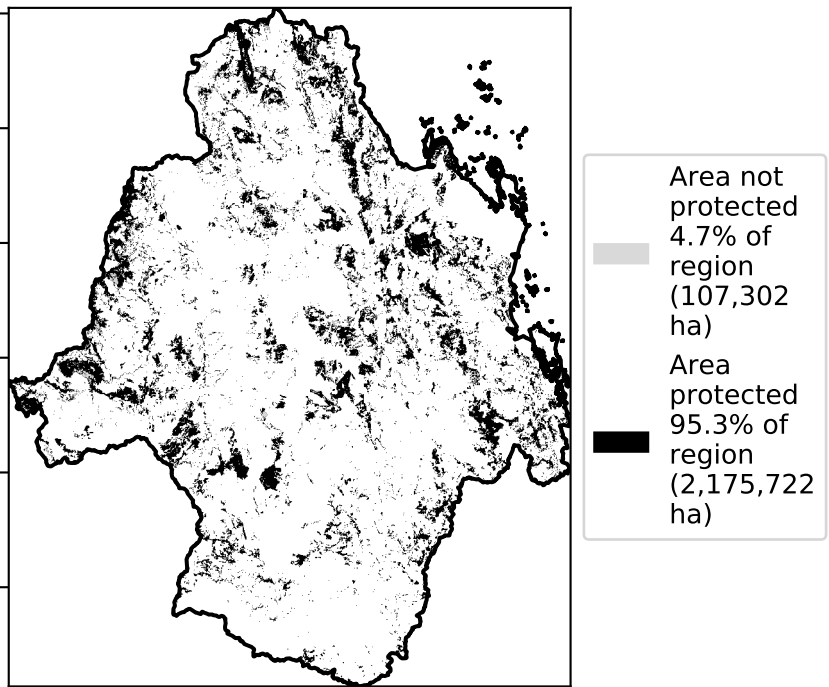 Area not
protected
4.7% of
region
(107,302
ha)
Area
protected
95.3% of
region
(2,175,722
ha)